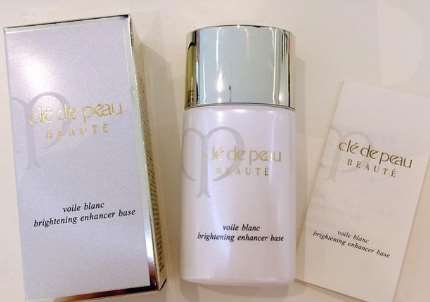 clé de peau
BEAUTÉ
voile blanc
brightening enhancer base
clé de peau
BEAUTÉ
voile blanc
brightening enhancer base
clé de peau
BEAUTÉ
voile blanc
brightening enhancer base